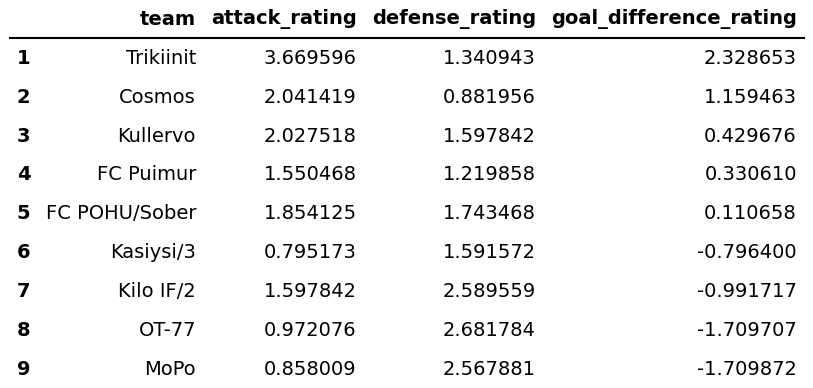 team attack_rating defense_rating goal_difference_rating
1 Trikiinit 3.669596 1.340943 2.328653
2 Cosmos 2.041419 0.881956 1.159463
3 Kullervo 2.027518 1.597842 0.429676
4 FC Puimur 1.550468 1.219858 0.330610
5 FC POHU/Sober 1.854125 1.743468 0.110658
6 Kasiysi/3 0.795173 1.591572 -0.796400
7 Kilo IF/2 1.597842 2.589559 -0.991717
8 OT-77 0.972076 2.681784 -1.709707
9 MoPo 0.858009 2.567881 -1.709872